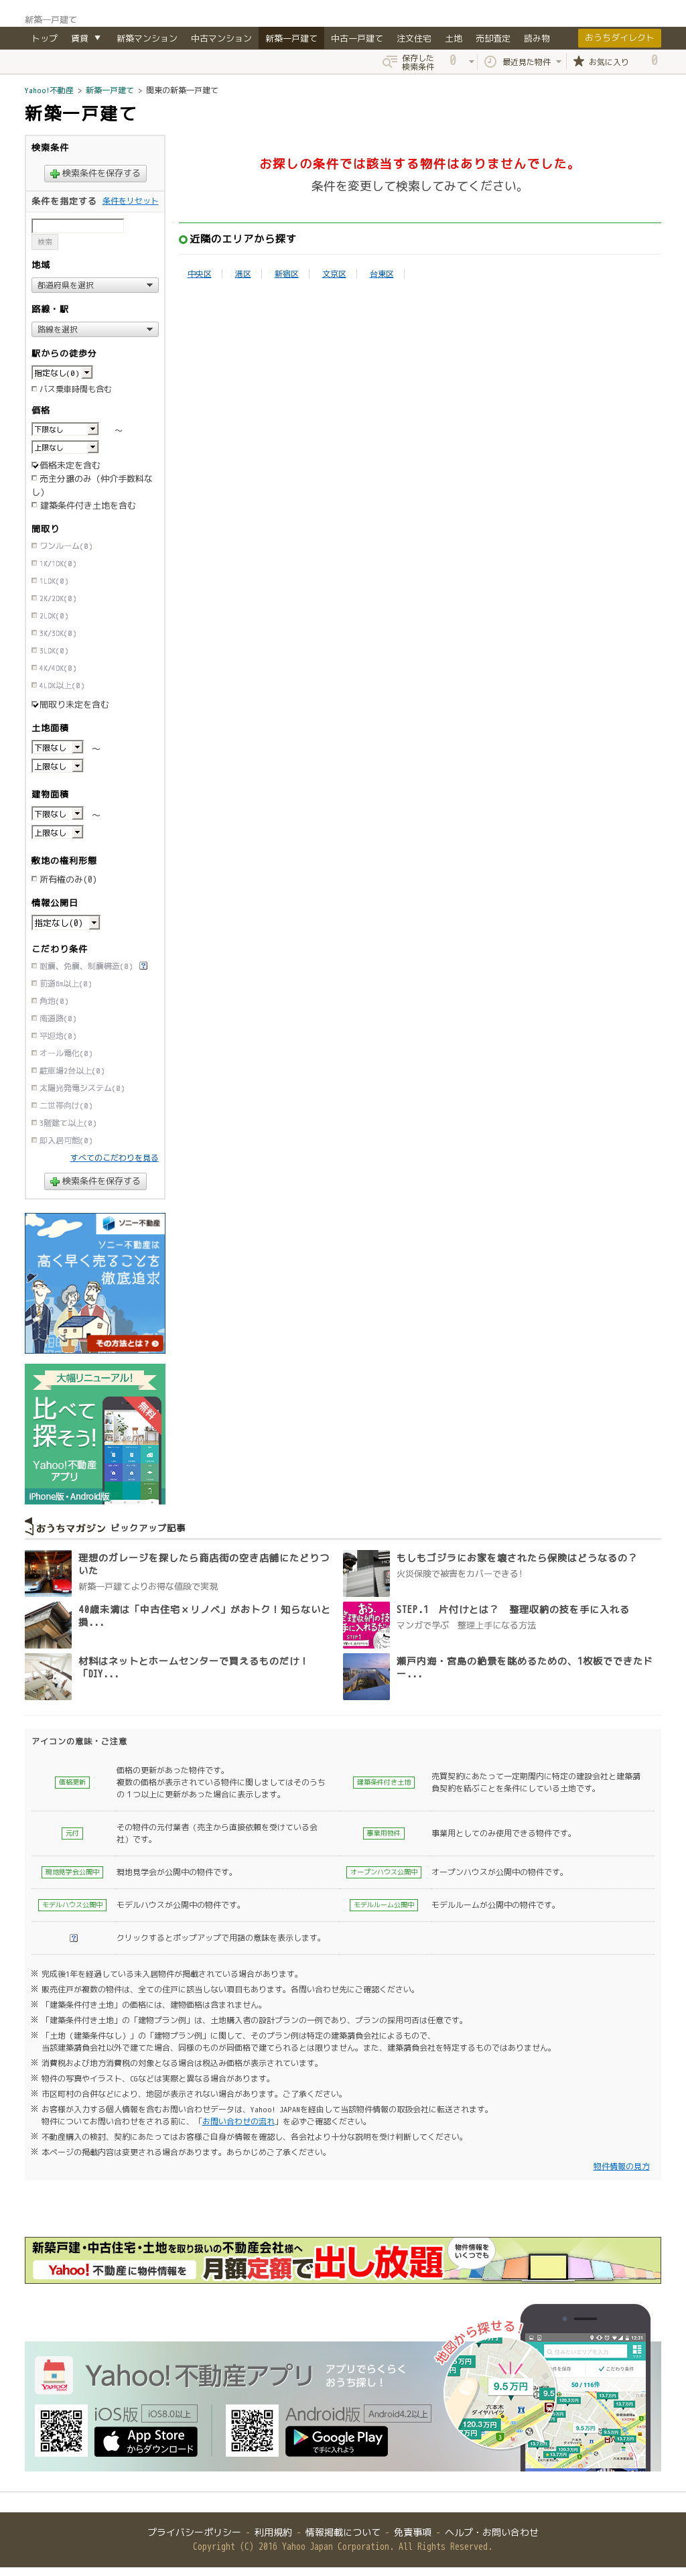 新築一戸建て
トップ 賃貸 ▼ 新築マンション 中古マンション 新築一戸建て 中古一戸建て 注文住宅 土地 売却査定 読み物 おうちダイレクト
保存した
検索条件 0 最近見た物件 お気に入り 0
Yahoo!不動産 > 新築一戸建て > 関東の新築一戸建て
新築一戸建て
検索条件
検索条件を保存する
条件を指定する 条件をリセット
検索
地域
都道府県を選択
路線・駅
路線を選択
駅からの徒歩分
指定なし(0)
バス乗車時間も含む
価格
下限なし ～
上限なし
価格未定を含む
売主分譲のみ（仲介手数料な
し）
建築条件付き土地を含む
間取り
ワンルーム(0)
1K/1DK(0)
1LDK(0)
2K/2DK(0)
2LDK(0)
3K/3DK(0)
3LDK(0)
4K/4DK(0)
4LDK以上(0)
間取り未定を含む
土地面積
下限なし ～
上限なし
建物面積
下限なし ～
上限なし
敷地の権利形態
所有権のみ(0)
情報公開日
指定なし(0)
こだわり条件
耐震、免震、制震構造(0) ?
前道6m以上(0)
角地(0)
南道路(0)
平坦地(0)
オール電化(0)
駐車場2台以上(0)
太陽光発電システム(0)
二世帯向け(0)
3階建て以上(0)
即入居可能(0)
すべてのこだわりを見る
検索条件を保存する
お探しの条件では該当する物件はありませんでした。
条件を変更して検索してみてください。
近隣のエリアから探す
中央区 港区 新宿区 文京区 台東区
ソニー不動産
ソニー不動産は
高く早く売ることを
徹底追求
その方法とは？
大幅リニューアル！
比べて
探そう！
無料
Yahoo!不動産
アプリ
iPhone版・Android版
おうちマガジン ピックアップ記事
理想のガレージを探したら商店街の空き店舗にたどりつ
いた
新築一戸建てよりお得な値段で実現
もしもゴジラにお家を壊されたら保険はどうなるの？
火災保険で被害をカバーできる!
40歳未満は「中古住宅×リノベ」がおトク！知らないと
損...
STEP.1 片付けとは？ 整理収納の技を手に入れる
マンガで学ぶ 整理上手になる方法
材料はネットとホームセンターで買えるものだけ！
「DIY...
瀬戸内海・宮島の絶景を眺めるための、1枚板でできたド
ー...
アイコンの意味・ご注意
価格更新
価格の更新があった物件です。
複数の価格が表示されている物件に関しましてはそのうち
の１つ以上に更新があった場合に表示します。
建築条件付き土地
売買契約にあたって一定期間内に特定の建設会社と建築請
負契約を結ぶことを条件にしている土地です。
元付
その物件の元付業者（売主から直接依頼を受けている会
社）です。
事業用物件
事業用としてのみ使用できる物件です。
現地見学会公開中 現地見学会が公開中の物件です。
オープンハウス公開中 オープンハウスが公開中の物件です。
モデルハウス公開中 モデルハウスが公開中の物件です。
モデルルーム公開中 モデルルームが公開中の物件です。
? クリックするとポップアップで用語の意味を表示します。
※ 完成後1年を経過している未入居物件が掲載されている場合があります。
※ 販売住戸が複数の物件は、全ての住戸に該当しない項目もあります。各問い合わせ先にご確認ください。
※ 「建築条件付き土地」の価格には、建物価格は含まれません。
※ 「建築条件付き土地」の「建物プラン例」は、土地購入者の設計プランの一例であり、プランの採用可否は任意です。
※ 「土地（建築条件なし）」の「建物プラン例」に関して、そのプラン例は特定の建築請負会社によるもので、
当該建築請負会社以外で建てた場合、同様のものが同価格で建てられるとは限りません。また、建築請負会社を特定するものではありません。
※ 消費税および地方消費税の対象となる場合は税込み価格が表示されています。
※ 物件の写真やイラスト、CGなどは実際と異なる場合があります。
※ 市区町村の合併などにより、地図が表示されない場合があります。ご了承ください。
※ お客様が入力する個人情報を含むお問い合わせデータは、Yahoo! JAPANを経由して当該物件情報の取扱会社に転送されます。
物件についてお問い合わせをされる前に、「お問い合わせの流れ」を必ずご確認ください。
※ 不動産購入の検討、契約にあたってはお客様ご自身が情報を確認し、各会社より十分な説明を受け判断してください。
※ 本ページの掲載内容は変更される場合があります。あらかじめご了承ください。
物件情報の見方
新築戸建・中古住宅・土地を取り扱いの不動産会社様へ
Yahoo!不動産に物件情報を 月額定額で出し放題
物件情報を
いくつでも
地図から探せる！
Yahoo!不動産アプリ アプリでらくらく
おうち探し！
iOS版 iOS8.0以上
App Store
からダウンロード
Android版 Android4.2以上
Google Play
で手に入れよう
プライバシーポリシー - 利用規約 - 情報掲載について - 免責事項 - ヘルプ・お問い合わせ
Copyright (C) 2016 Yahoo Japan Corporation. All Rights Reserved.